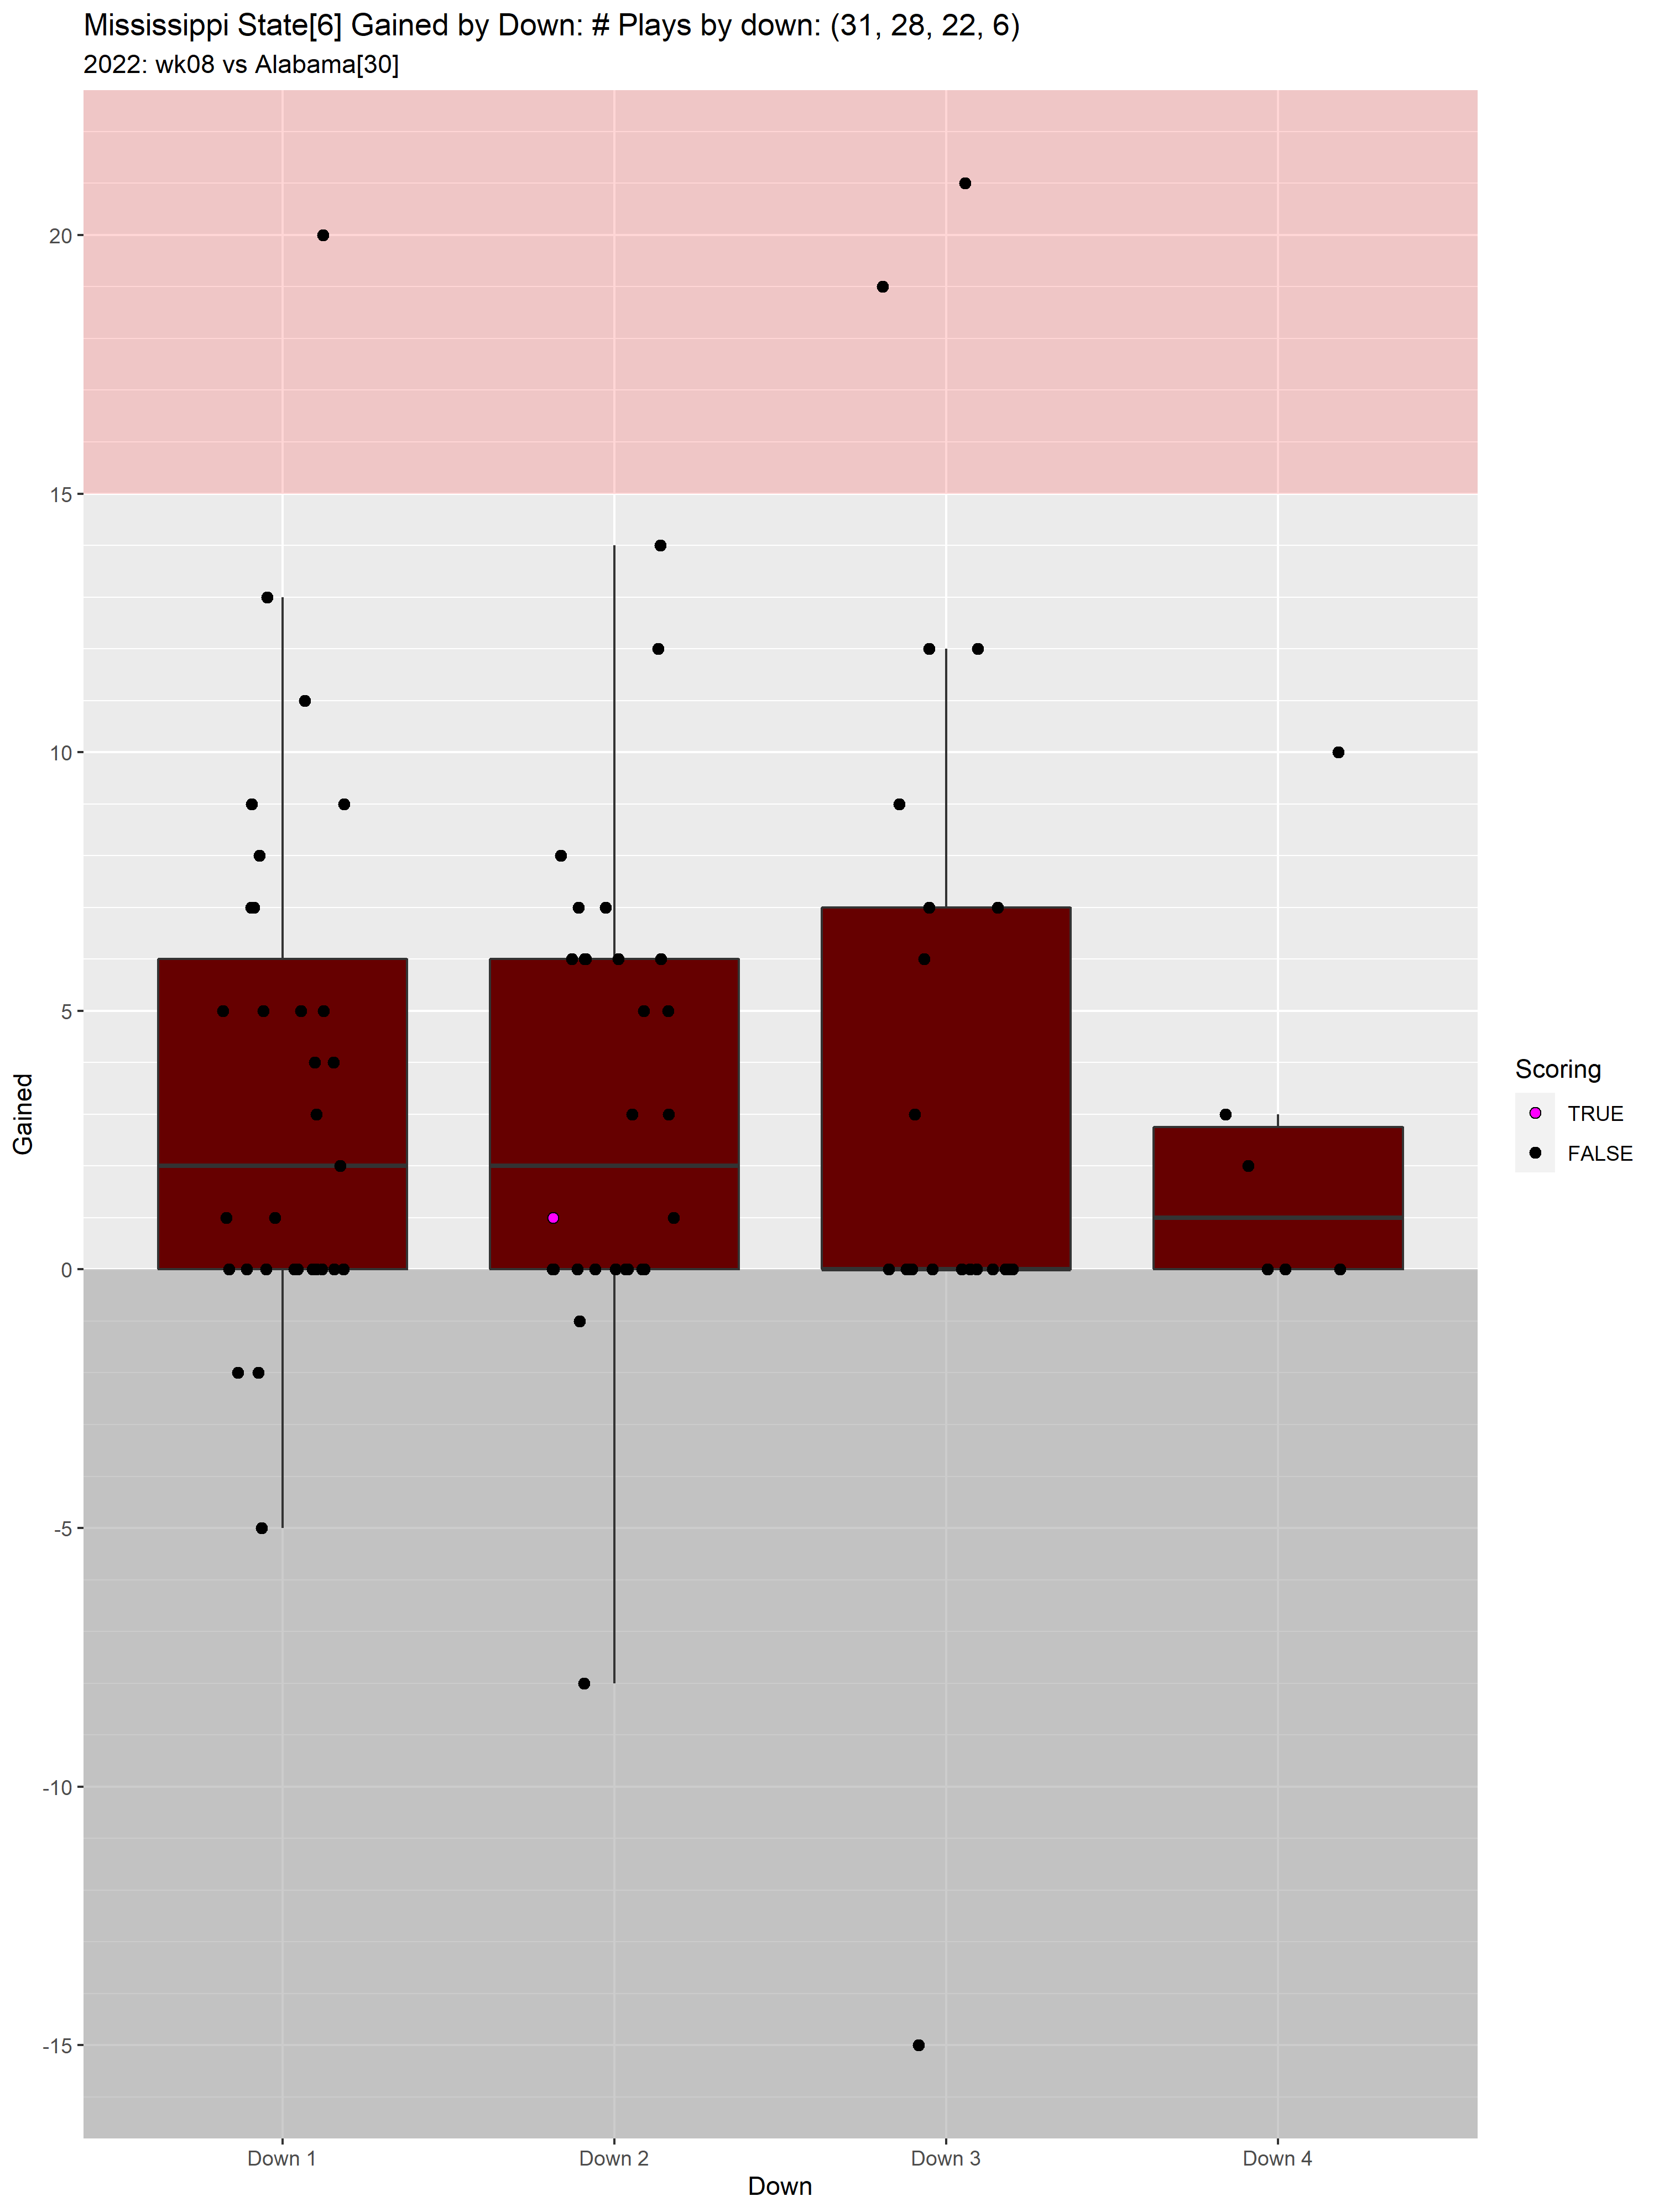 Mississippi State[6] Gained by Down: # Plays by down: (31, 28, 22, 6)
2022: wk08 vs Alabama[30]
Gained
20
15
10
5
0
-5
-10
-15
Down 1
Down 2
Down 3
Down 4
Down
Scoring
TRUE
FALSE